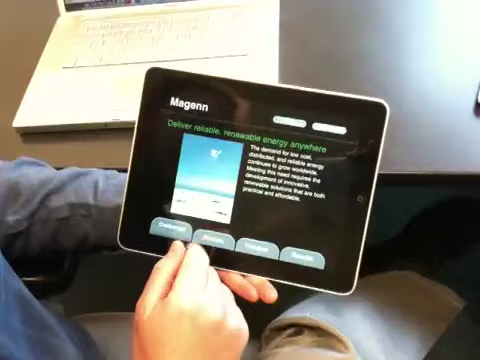 Magenn
Deliver reliable, renewable energy anywhere
The demand for low cost,
distributed, and reliable energy
continues to grow worldwide.
Meeting this need requires the
development of innovative,
renewable solutions that are both
practical and affordable.